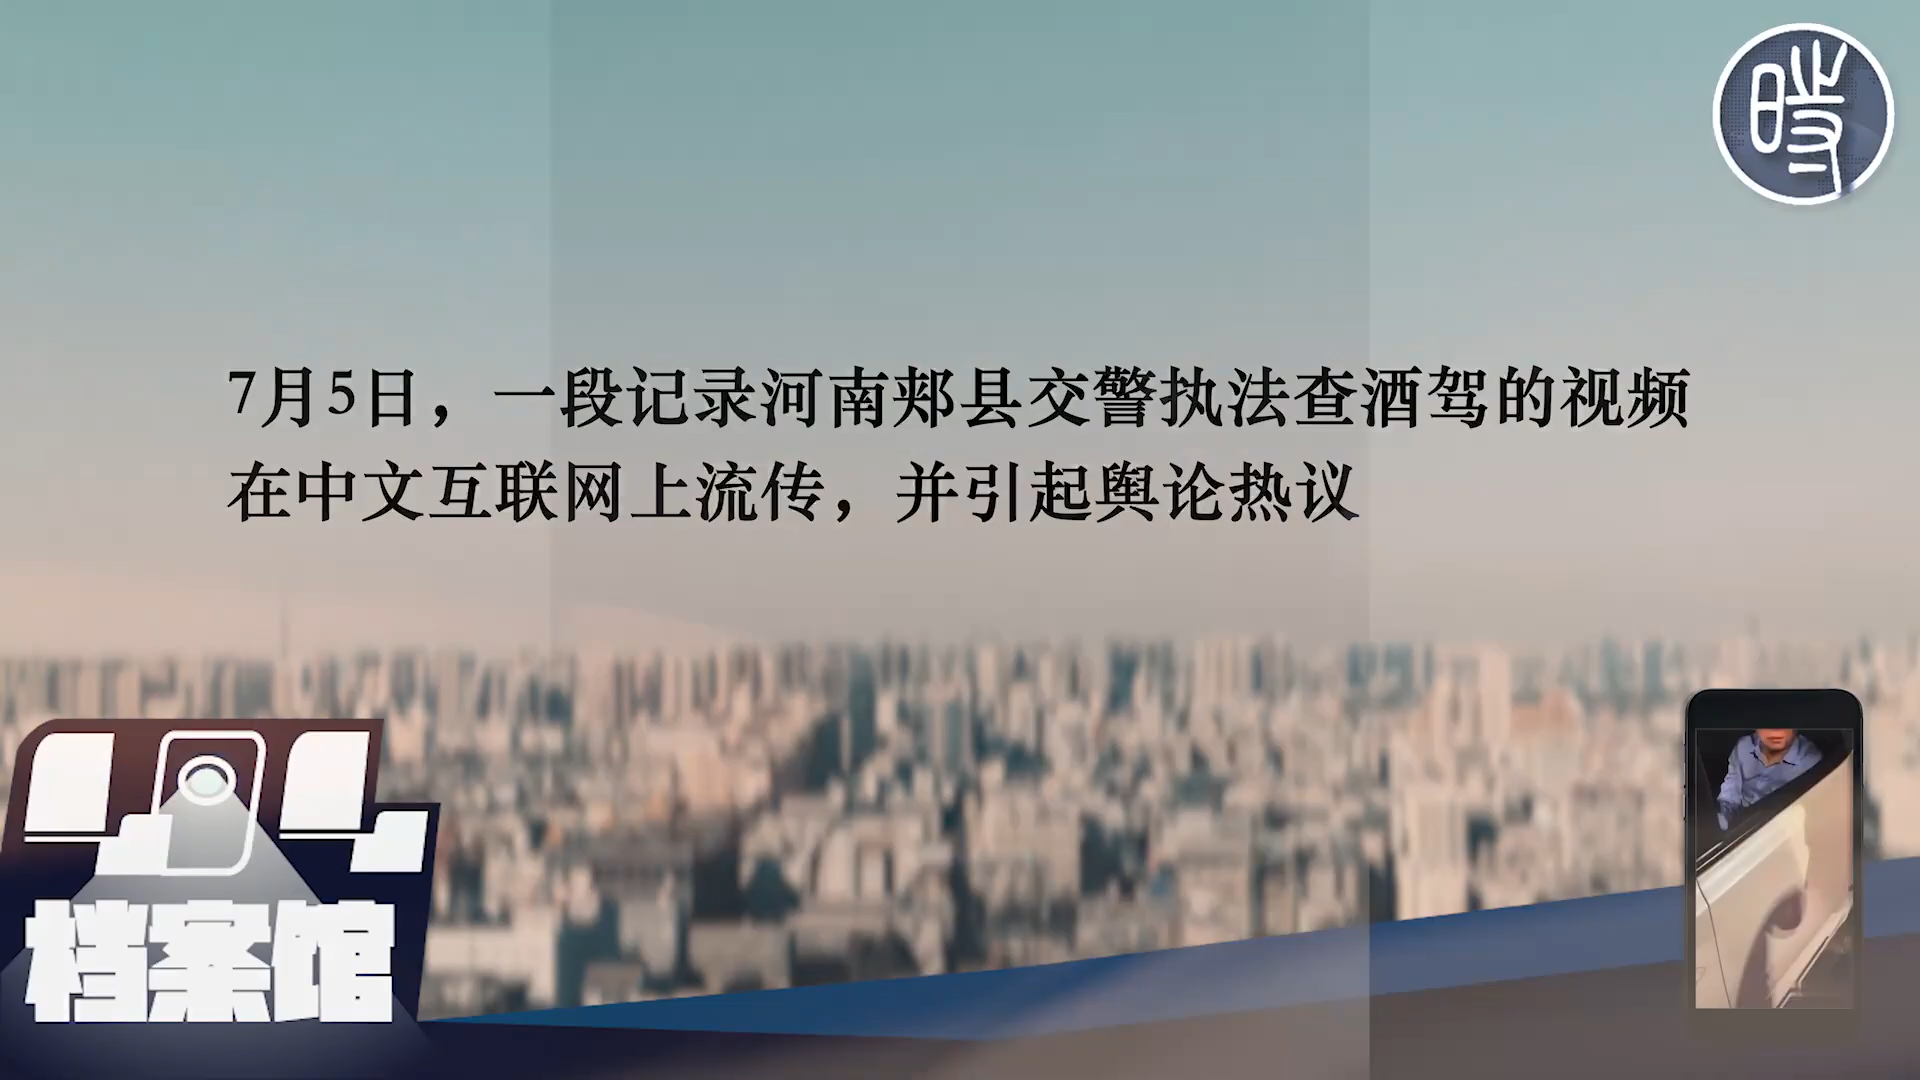 時
7月5日，一段记录河南郏县交警执法查酒驾的视频
在中文互联网上流传，并引起舆论热议
404
档案馆